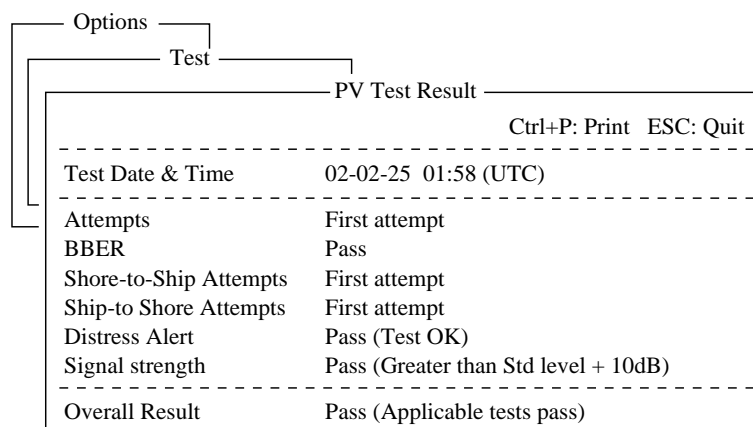 Options
Test
PV Test Result
Ctrl+P: Print ESC: Quit
Test Date & Time 02-02-25 01:58 (UTC)
Attempts First attempt
BBER Pass
Shore-to-Ship Attempts First attempt
Ship-to Shore Attempts First attempt
Distress Alert Pass (Test OK)
Signal strength Pass (Greater than Std level + 10dB)
Overall Result Pass (Applicable tests pass)